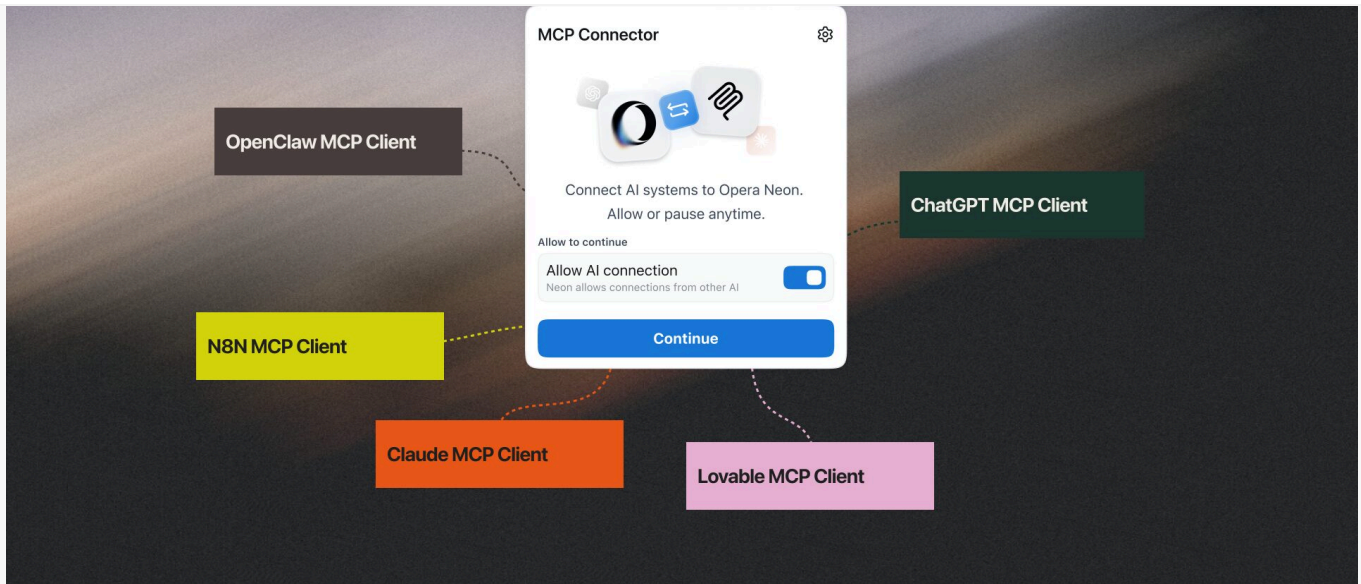 MCP Connector
OpenClaw MCP Client
Connect AI systems to Opera Neon.
Allow or pause anytime.
ChatGPT MCP Client
Allow to continue
Allow AI connection
Neon allows connections from other AI
Continue
N8N MCP Client
Claude MCP Client
Lovable MCP Client